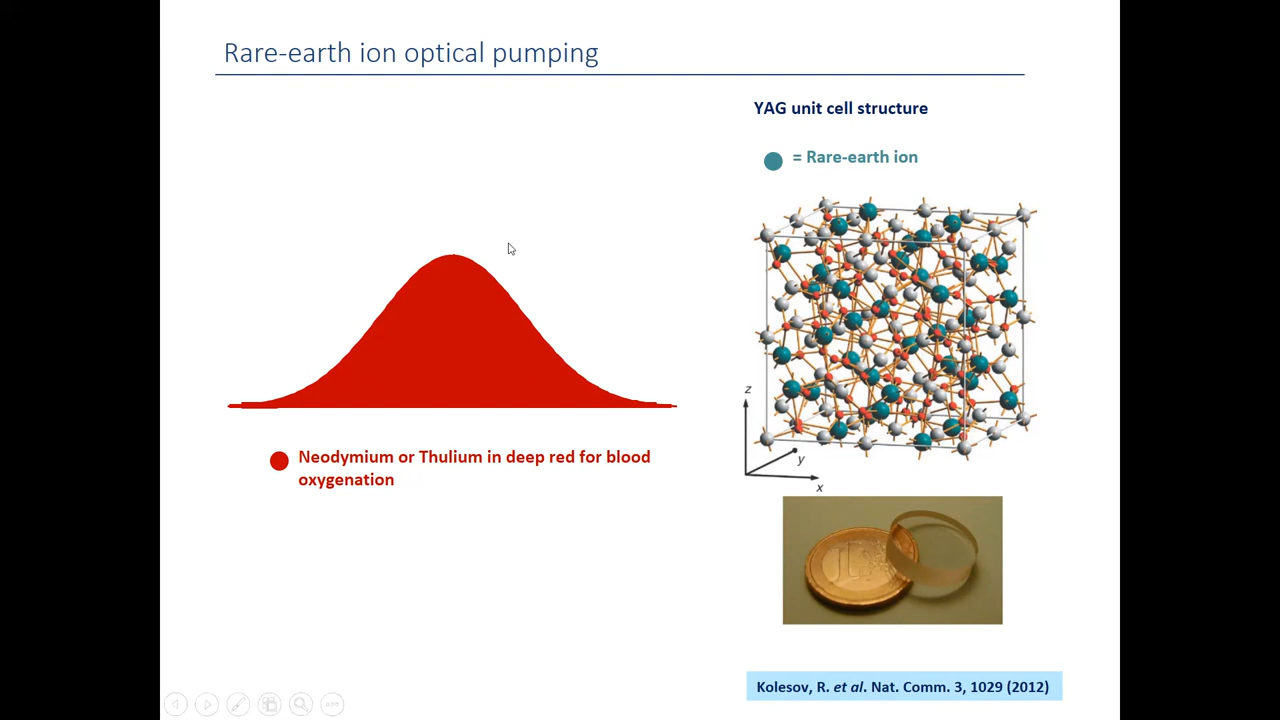 Rare-earth ion optical pumping
YAG unit cell structure
= Rare-earth ion
z
y
x
Neodymium or Thulium in deep red for blood
oxygenation
Kolesov, R. et al. Nat. Comm. 3, 1029 (2012)